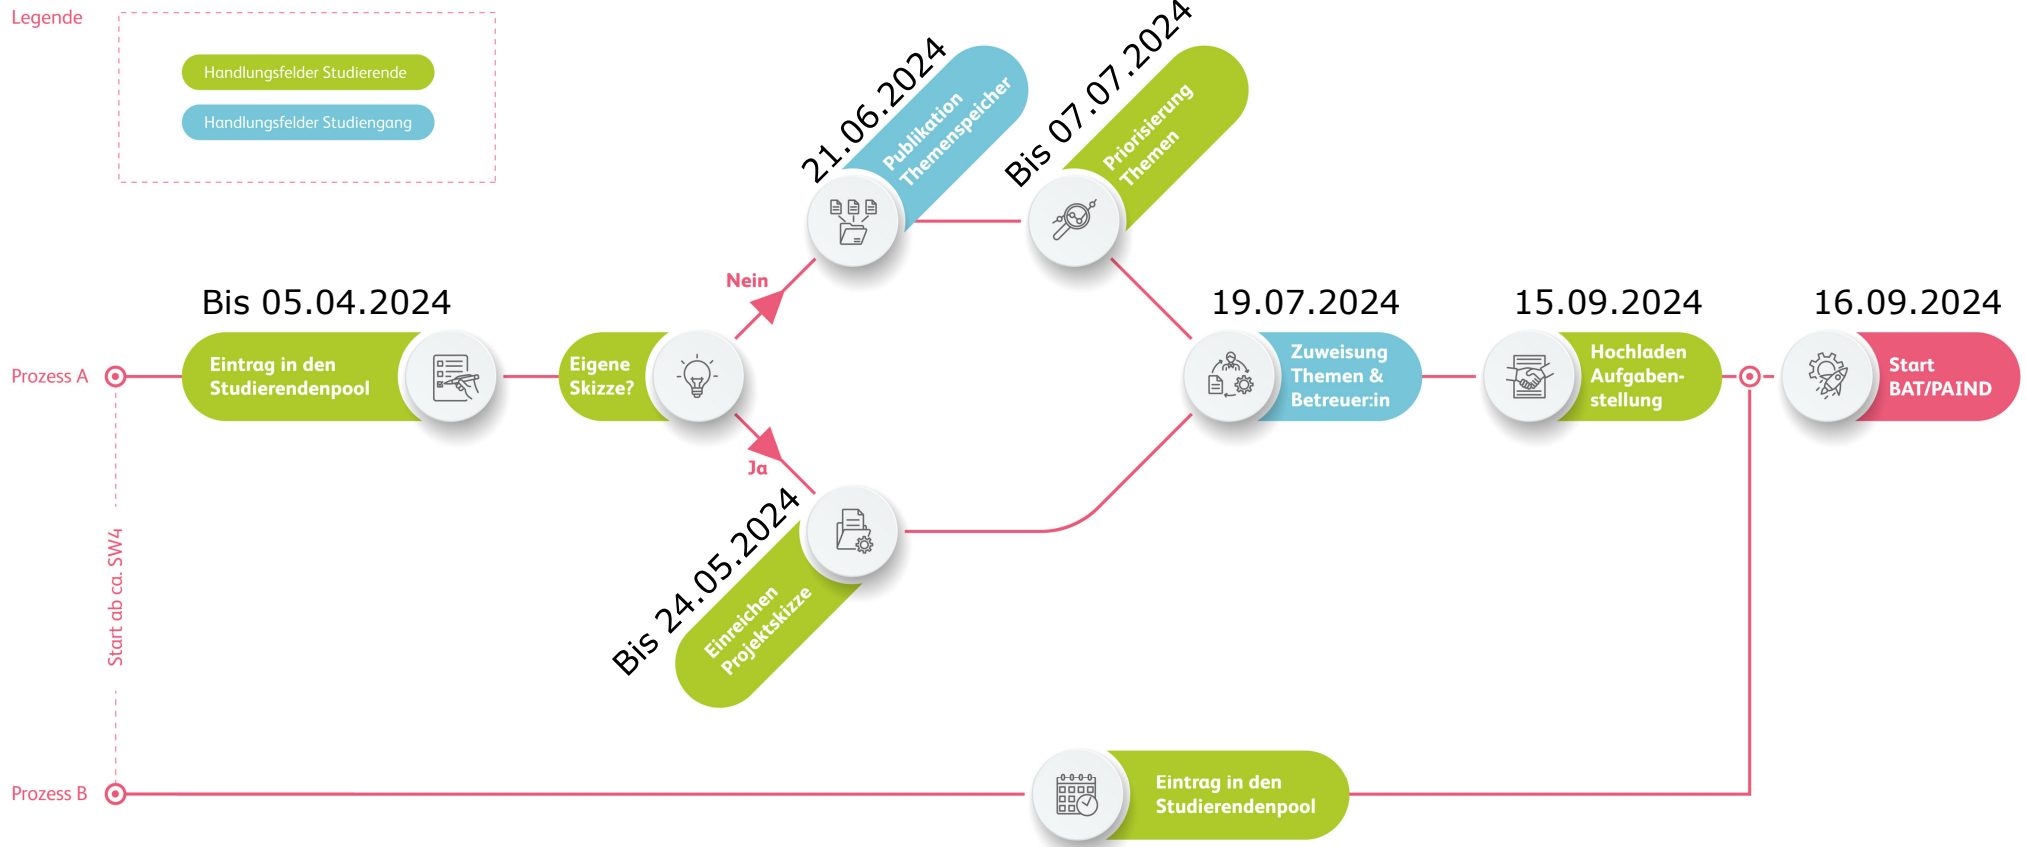 Legende
Handlungsfelder Studierende
Handlungsfelder Studiengang
21.06.2024
Publikation
Themenspeicher
Bis 07.07.2024
Priorisierung
Themen
Nein
Bis 05.04.2024
19.07.2024
15.09.2024
16.09.2024
Prozess A
Eintrag in den
Studierendenpool
Eigene
Skizze?
Zuweisung
Themen &
Betreuer:in
Hochladen
Aufgaben-
stellung
Start
BAT/PAIND
Ja
Bis 24.05.2024
Einreichen
Projektskizze
Start ab ca. SW4
Prozess B
Eintrag in den
Studierendenpool